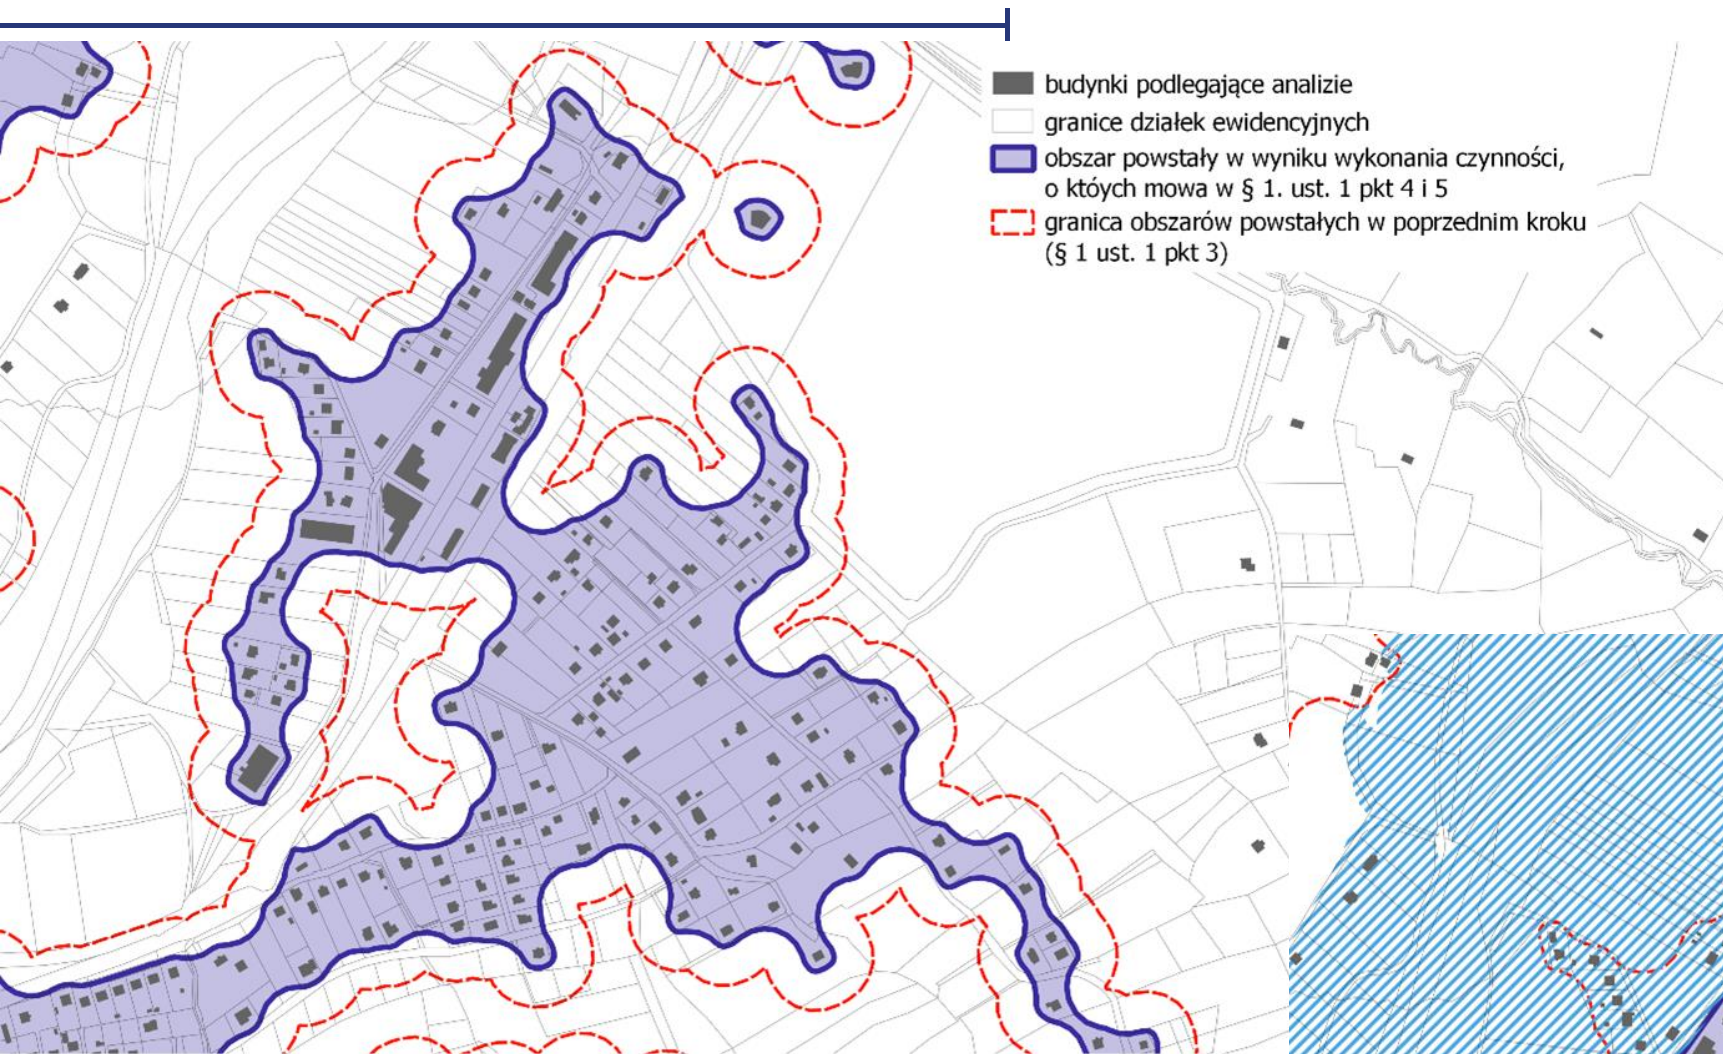 budynki podlegające analizie
granice działek ewidencyjnych
obszar powstały w wyniku wykonania czynności,
o któych mowa w § 1. ust. 1 pkt 4 i 5
granica obszarów powstałych w poprzednim kroku
(§ 1 ust. 1 pkt 3)